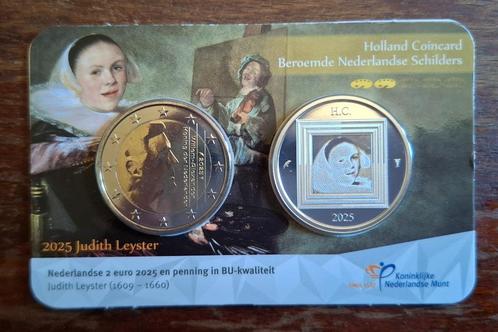 Holland Coincard
Beroemde Nederlandse Schilders
H.C.
2025
2025 Judith Leyster
Nederlandse 2 euro 2025 en penning in BU-kwaliteit
Judith Leyster (1609 – 1660)
Koninklijke
Nederlandse Munt